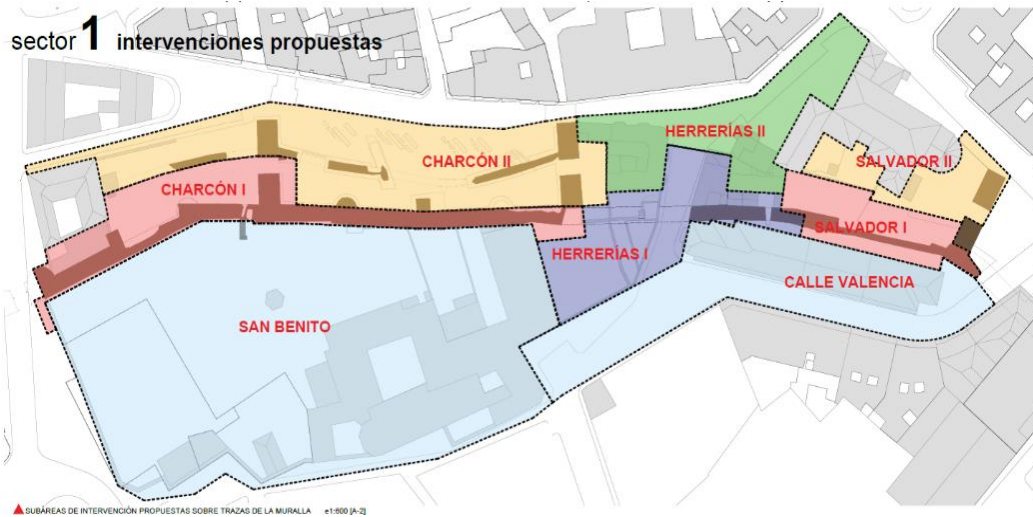 sector 1 intervenciones propuestas
HERRERÍAS II
CHARCÓN II
SALVADOR II
CHARCÓN I
SALVADOR I
HERRERÍAS I
CALLE VALENCIA
SAN BENITO
SUBÁREAS DE INTERVENCIÓN PROPUESTAS SOBRE TRAZAS DE LA MURALLA e1:600 [A-2]